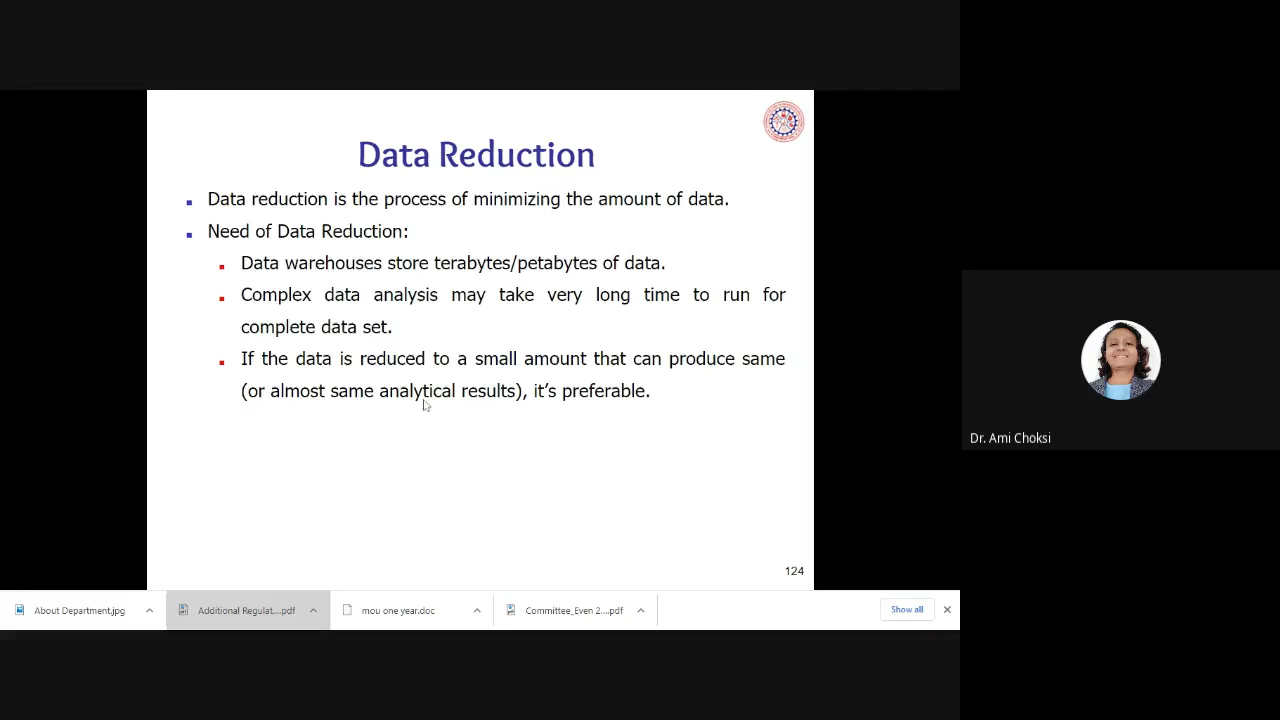 Data Reduction
Data reduction is the process of minimizing the amount of data.
Need of Data Reduction:
Data warehouses store terabytes/petabytes of data.
Complex data analysis may take very long time to run for
complete data set.
If the data is reduced to a small amount that can produce same
(or almost same analytical results), it's preferable.
124
Dr. Ami Choksi
About Department.jpg
Additional Regulat....pdf
mou one year.doc
Committee_Even 2....pdf
Show all